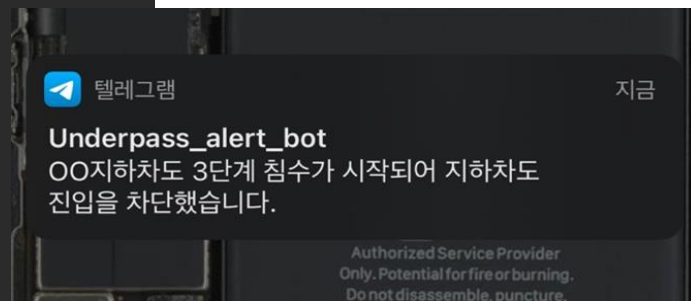 텔레그램
지금
Underpass_alert_bot
OO지하차도 3단계 침수가 시작되어 지하차도
진입을 차단했습니다.
Authorized Service Provider
Only. Potential for fire or burning.
Do not disassemble, puncture,